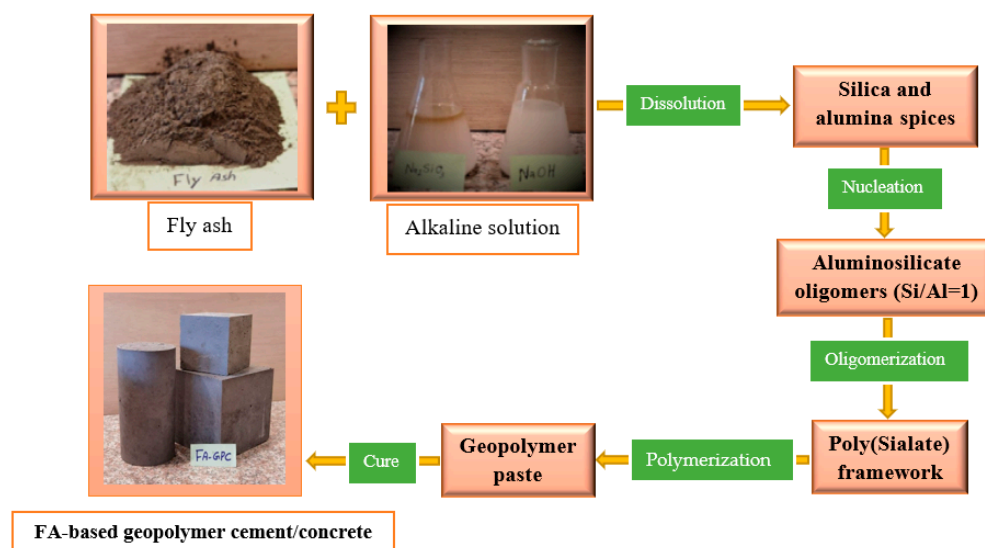 Fly Ash
Na₂SiO₃
NaOH
Fly ash
Alkaline solution
Dissolution
Silica and
alumina spices
Nucleation
Aluminosilicate
oligomers (Si/Al=1)
Oligomerization
Poly(Sialate)
framework
Polymerization
Geopolymer
paste
Cure
FA-GPC
FA-based geopolymer cement/concrete